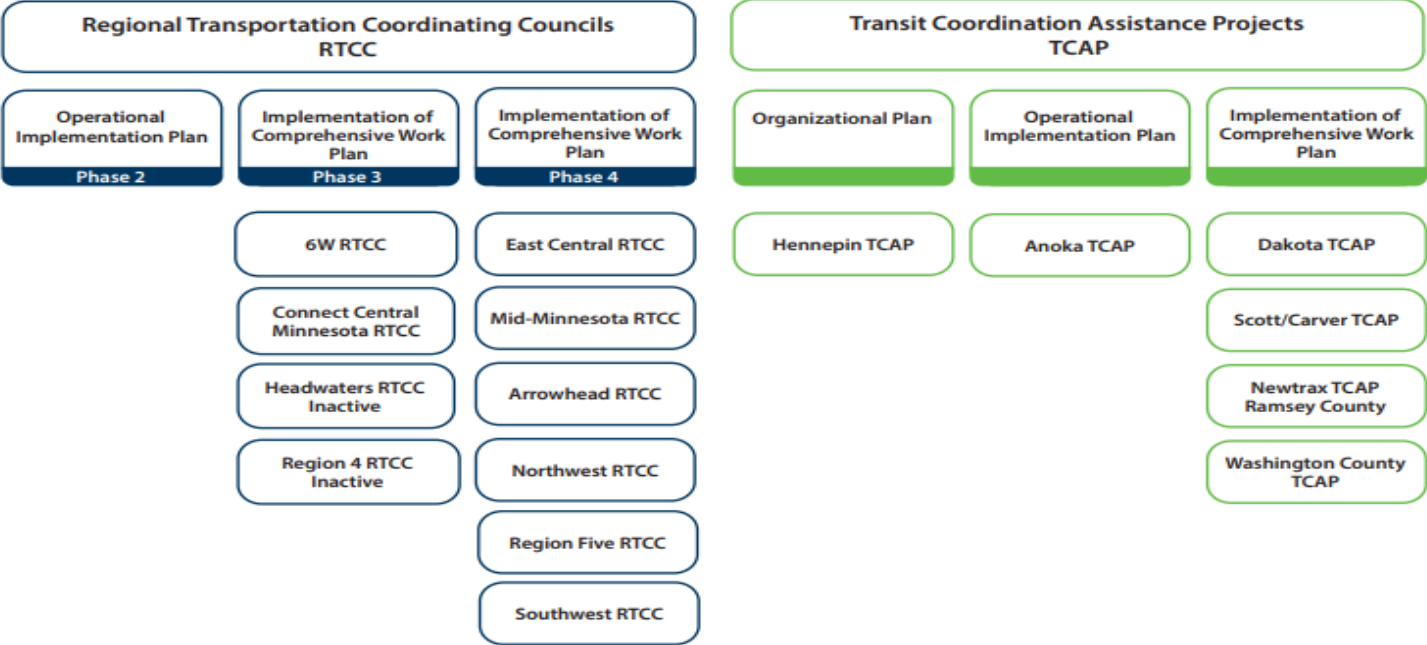 Regional Transportation Coordinating Councils
RTCC
Operational
Implementation Plan
Phase 2
Implementation of
Comprehensive Work
Plan
Phase 3
6W RTCC
Connect Central
Minnesota RTCC
Headwaters RTCC
Inactive
Region 4 RTCC
Inactive
Implementation of
Comprehensive Work
Plan
Phase 4
East Central RTCC
Mid-Minnesota RTCC
Arrowhead RTCC
Northwest RTCC
Region Five RTCC
Southwest RTCC
Transit Coordination Assistance Projects
TCAP
Organizational Plan
Hennepin TCAP
Operational
Implementation Plan
Anoka TCAP
Implementation of
Comprehensive Work
Plan
Dakota TCAP
Scott/Carver TCAP
Newtrax TCAP
Ramsey County
Washington County
TCAP